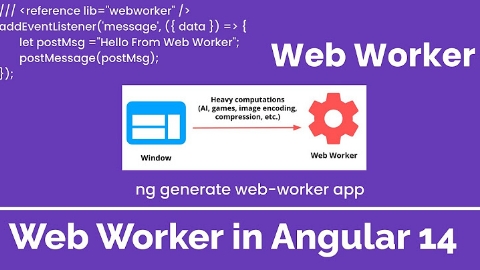 /// <reference lib="webworker" />
addEventListener('message', ({ data }) => {
let postMsg ="Hello From Web Worker";
postMessage(postMsg);
});
Web Worker
Heavy computations
(AI, games, image encoding,
compression, etc.)
Window
Web Worker
ng generate web-worker app
Web Worker in Angular 14